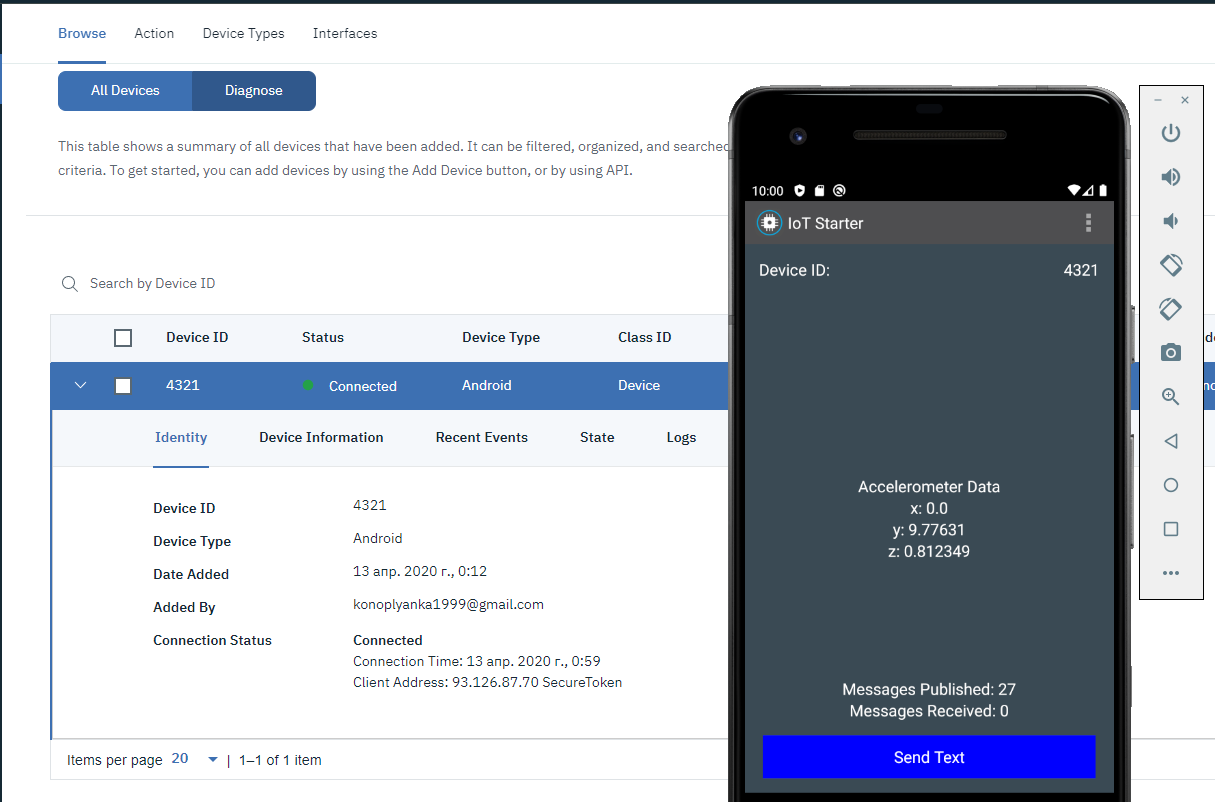 Browse Action Device Types Interfaces
All Devices Diagnose
This table shows a summary of all devices that have been added. It can be filtered, organized, and searched
criteria. To get started, you can add devices by using the Add Device button, or by using API.
Search by Device ID
Device ID Status Device Type Class ID
4321 Connected Android Device
Identity Device Information Recent Events State Logs
Device ID 4321
Device Type Android
Date Added 13 апр. 2020 г., 0:12
Added By konoplyanka1999@gmail.com
Connection Status Connected
Connection Time: 13 апр. 2020 г., 0:59
Client Address: 93.126.87.70 SecureToken
Items per page 20 | 1–1 of 1 item
10:00
IoT Starter
Device ID: 4321
Accelerometer Data
x: 0.0
y: 9.77631
z: 0.812349
Messages Published: 27
Messages Received: 0
Send Text